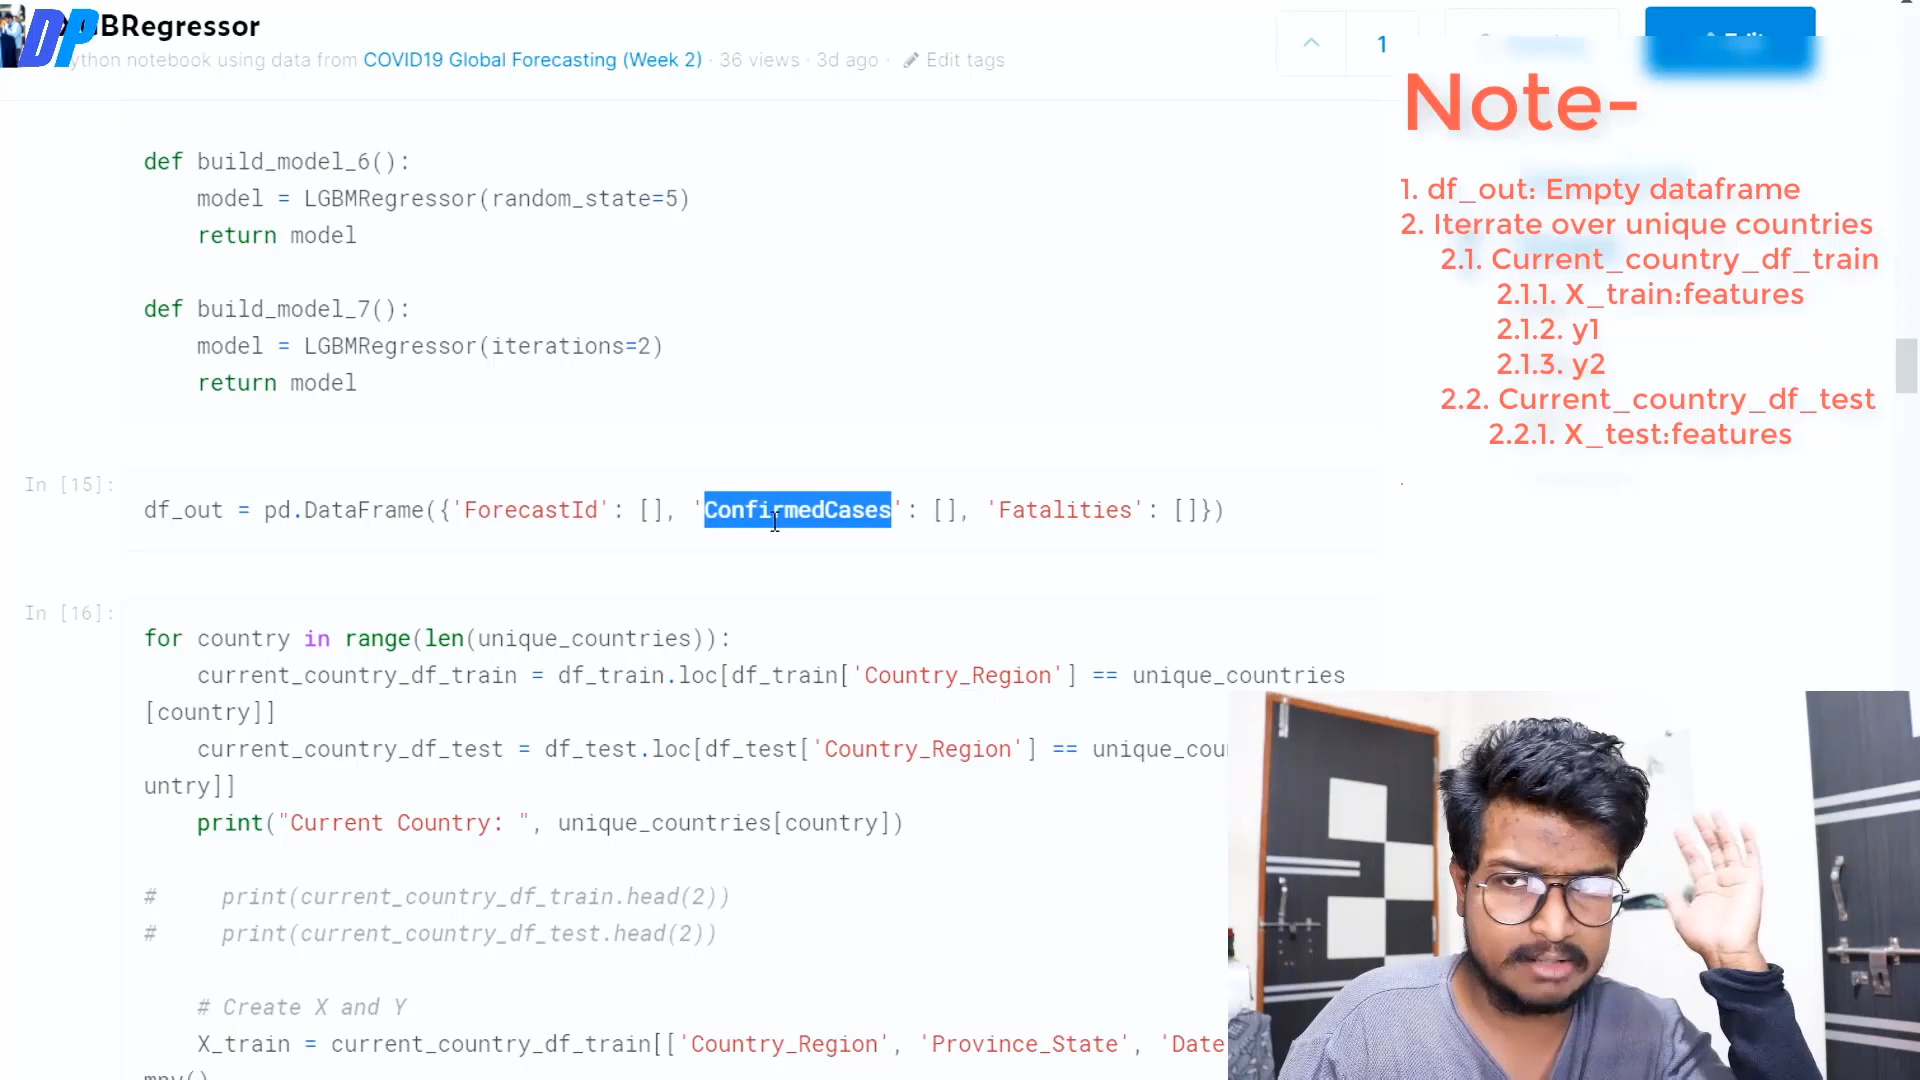 DP
GBRegressor
ython notebook using data from COVID19 Global Forecasting (Week 2) · 36 views · 3d ago · Edit tags
1
Note-
1. df_out: Empty dataframe
2. Iterrate over unique countries
2.1. Current_country_df_train
2.1.1. X_train:features
2.1.2. y1
2.1.3. y2
2.2. Current_country_df_test
2.2.1. X_test:features
def build_model_6():
model = LGBMRegressor(random_state=5)
return model
def build_model_7():
model = LGBMRegressor(iterations=2)
return model
In [15]:
df_out = pd.DataFrame({'ForecastId': [], 'ConfirmedCases': [], 'Fatalities': []})
In [16]:
for country in range(len(unique_countries)):
current_country_df_train = df_train.loc[df_train['Country_Region'] == unique_countries
[country]]
current_country_df_test = df_test.loc[df_test['Country_Region'] == unique_cou
untry]]
print("Current Country: ", unique_countries[country])
# print(current_country_df_train.head(2))
# print(current_country_df_test.head(2))
# Create X and Y
X_train = current_country_df_train[['Country_Region', 'Province_State', 'Date